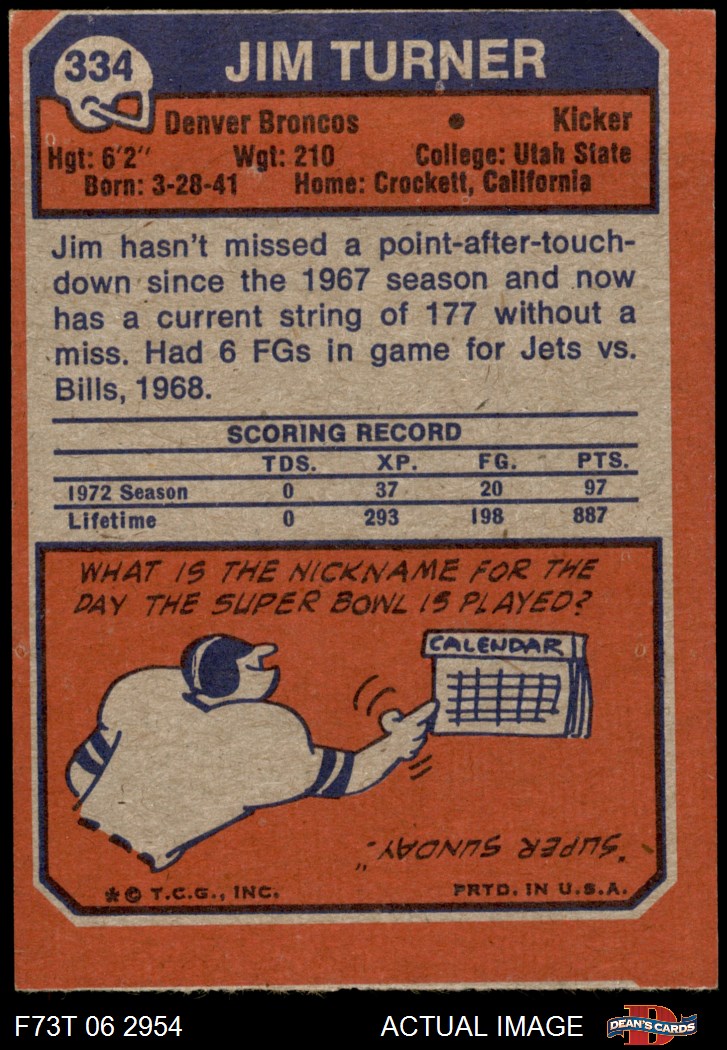 334
JIM TURNER
Denver Broncos • Kicker
Hgt: 6'2" Wgt: 210 College: Utah State
Born: 3-28-41 Home: Crockett, California
Jim hasn't missed a point-after-touch-
down since the 1967 season and now
has a current string of 177 without a
miss. Had 6 FGs in game for Jets vs.
Bills, 1968.
SCORING RECORD
TDS. XP. FG. PTS.
1972 Season 0 37 20 97
Lifetime 0 293 198 887
WHAT IS THE NICKNAME FOR THE
DAY THE SUPER BOWL IS PLAYED?
CALENDAR
"SUPER SUNDAY."
* © T.C.G., INC. PRTD. IN U.S.A.
F73T 06 2954 ACTUAL IMAGE D DEAN'S CARDS